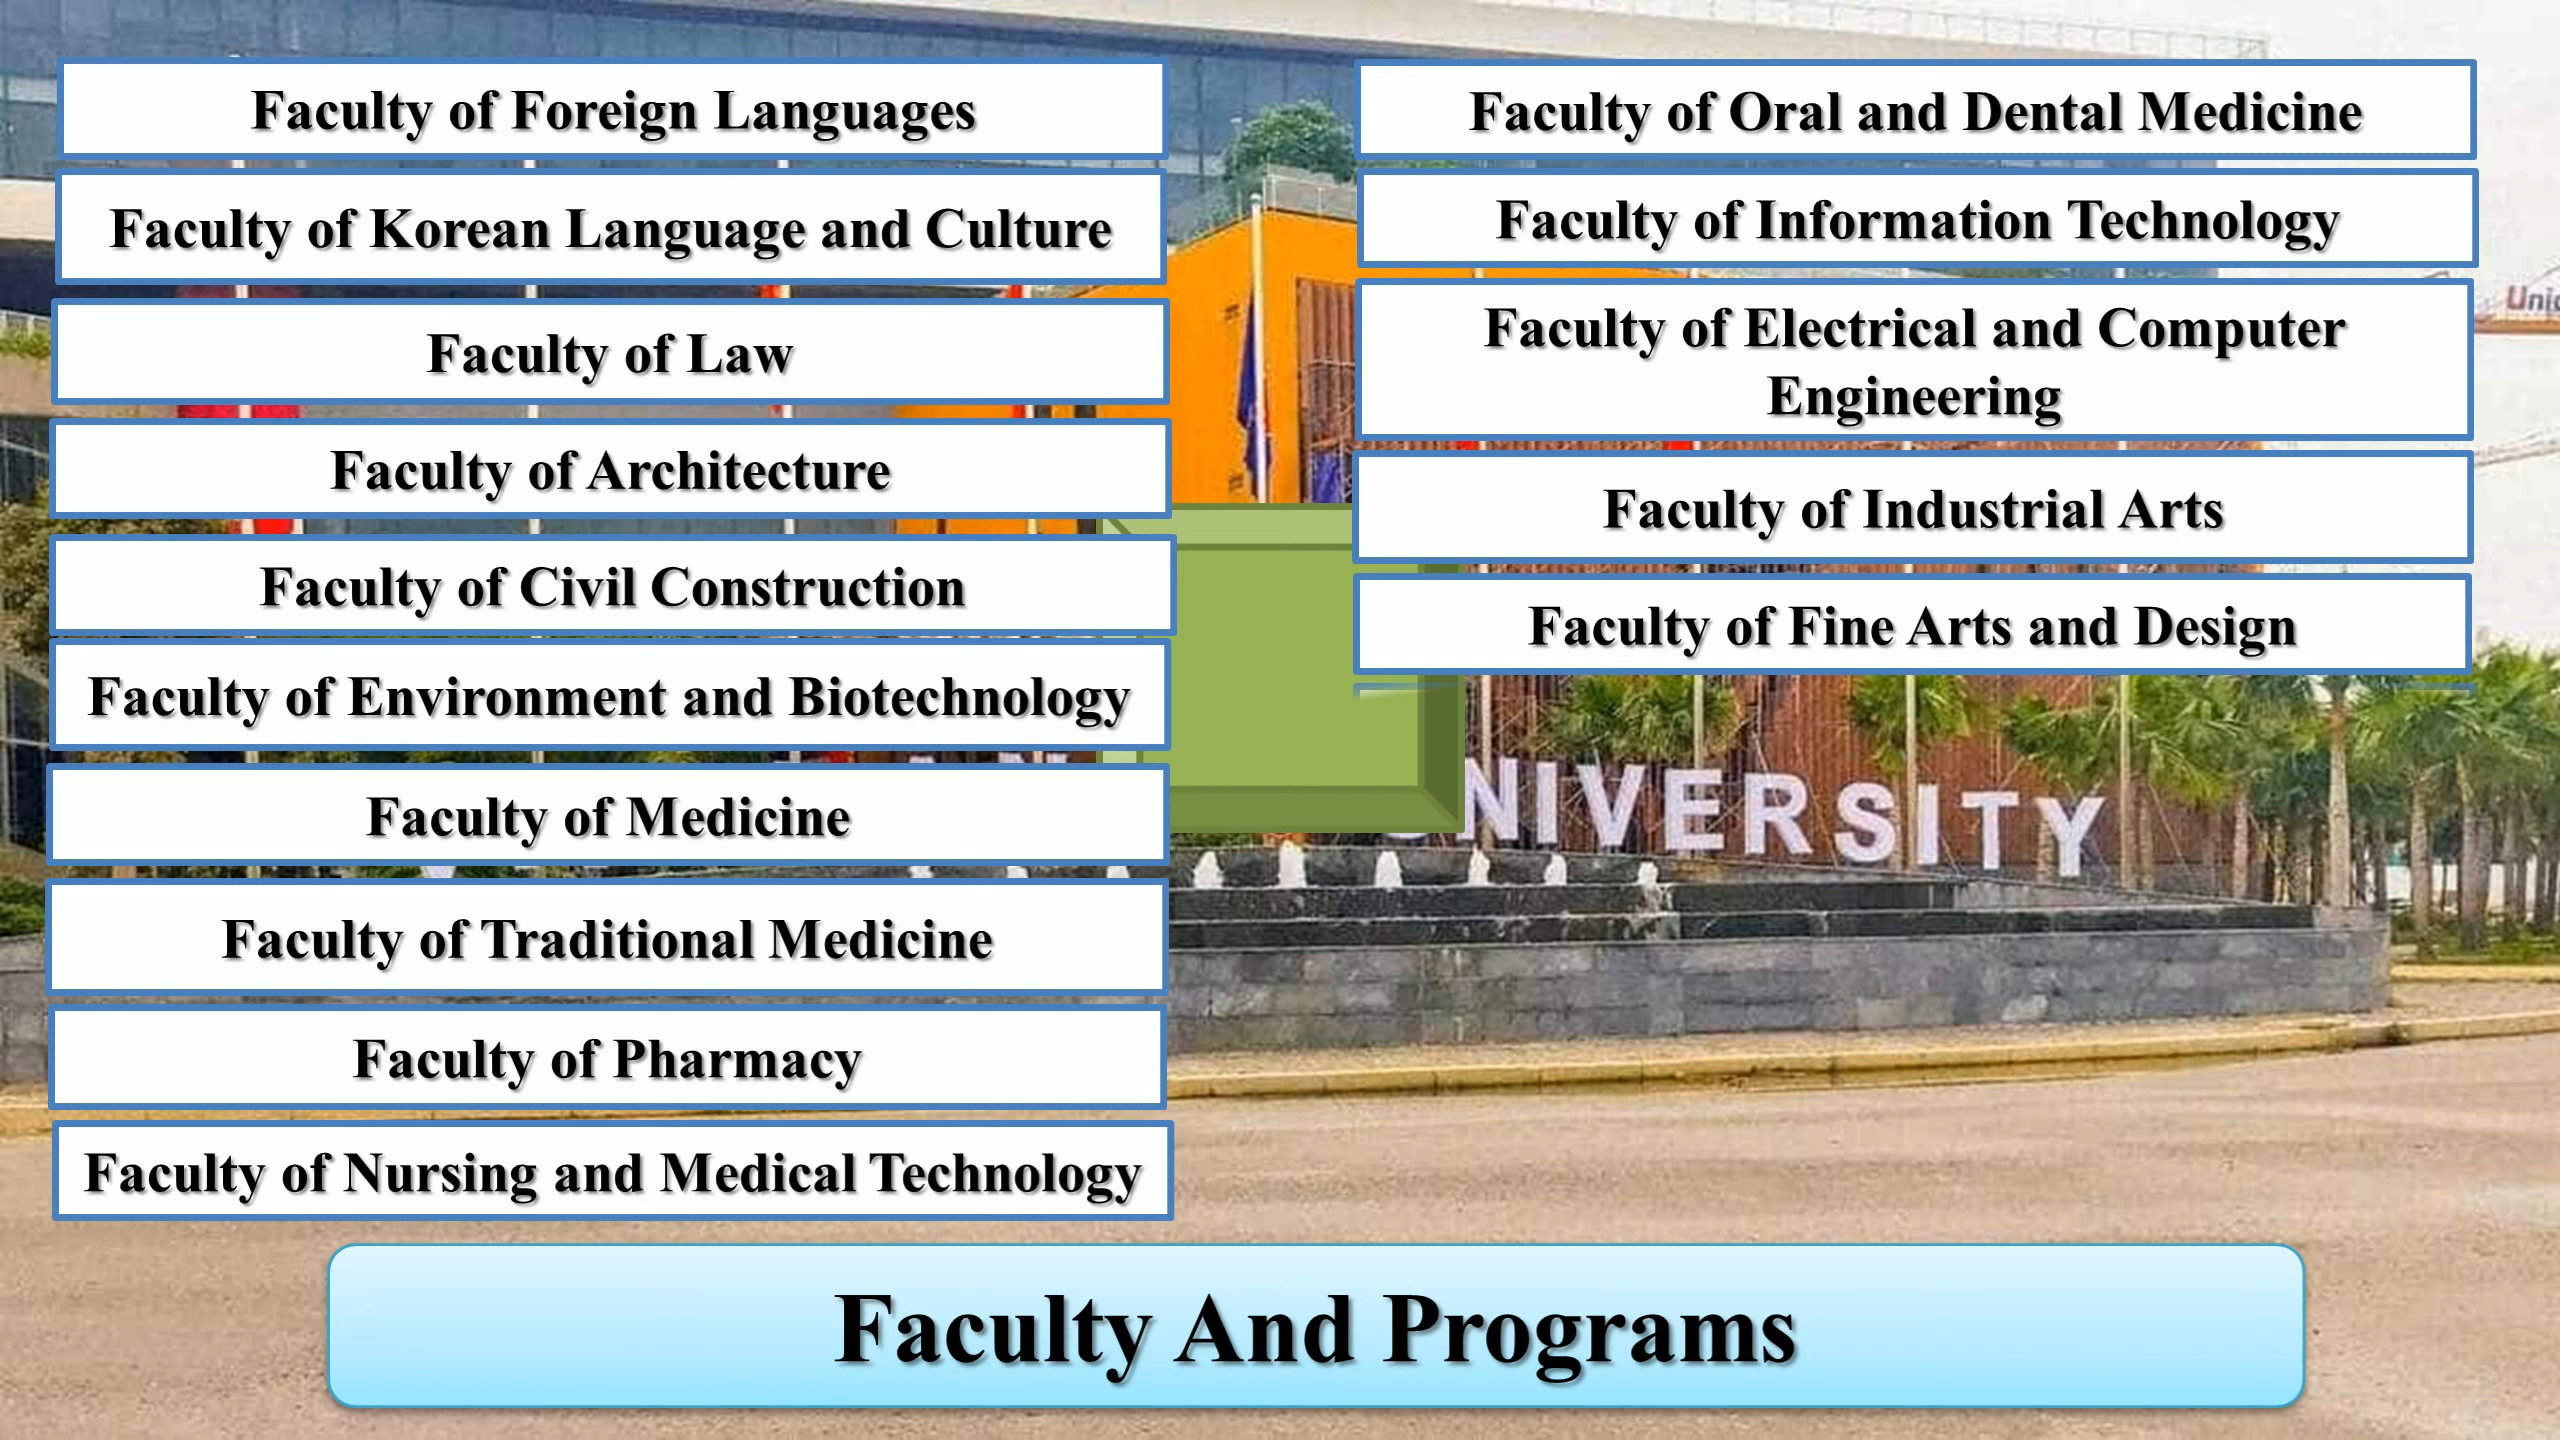 Faculty of Foreign Languages
Faculty of Korean Language and Culture
Faculty of Law
Faculty of Architecture
Faculty of Civil Construction
Faculty of Environment and Biotechnology
Faculty of Medicine
Faculty of Traditional Medicine
Faculty of Pharmacy
Faculty of Nursing and Medical Technology
Faculty of Oral and Dental Medicine
Faculty of Information Technology
Faculty of Electrical and Computer
Engineering
Faculty of Industrial Arts
Faculty of Fine Arts and Design
NIVERSITY
Faculty And Programs